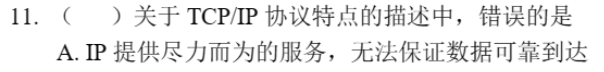 11. （　　）关于 TCP/IP 协议特点的描述中，错误的是
A. IP 提供尽力而为的服务，无法保证数据可靠到达